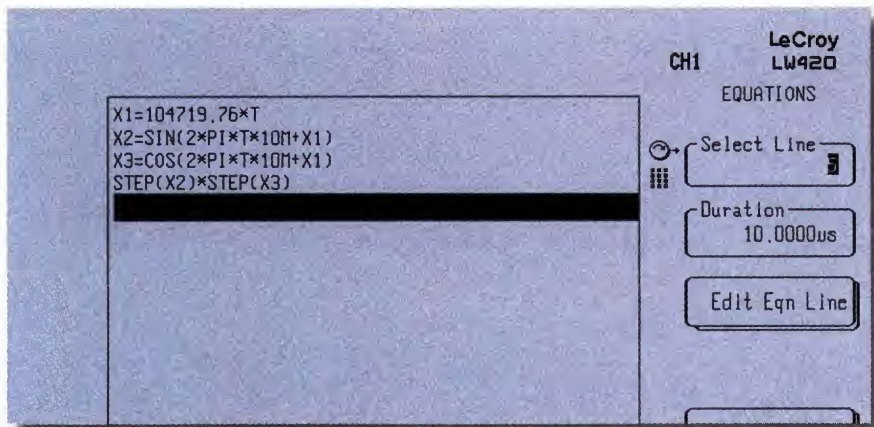 LeCroy
CH1 LW420
EQUATIONS
X1=104719.76*T
X2=SIN(2*PI*T*10M+X1)
X3=COS(2*PI*T*10M+X1)
STEP(X2)*STEP(X3)
Select Line
5
Duration
10.0000us
Edit Eqn Line